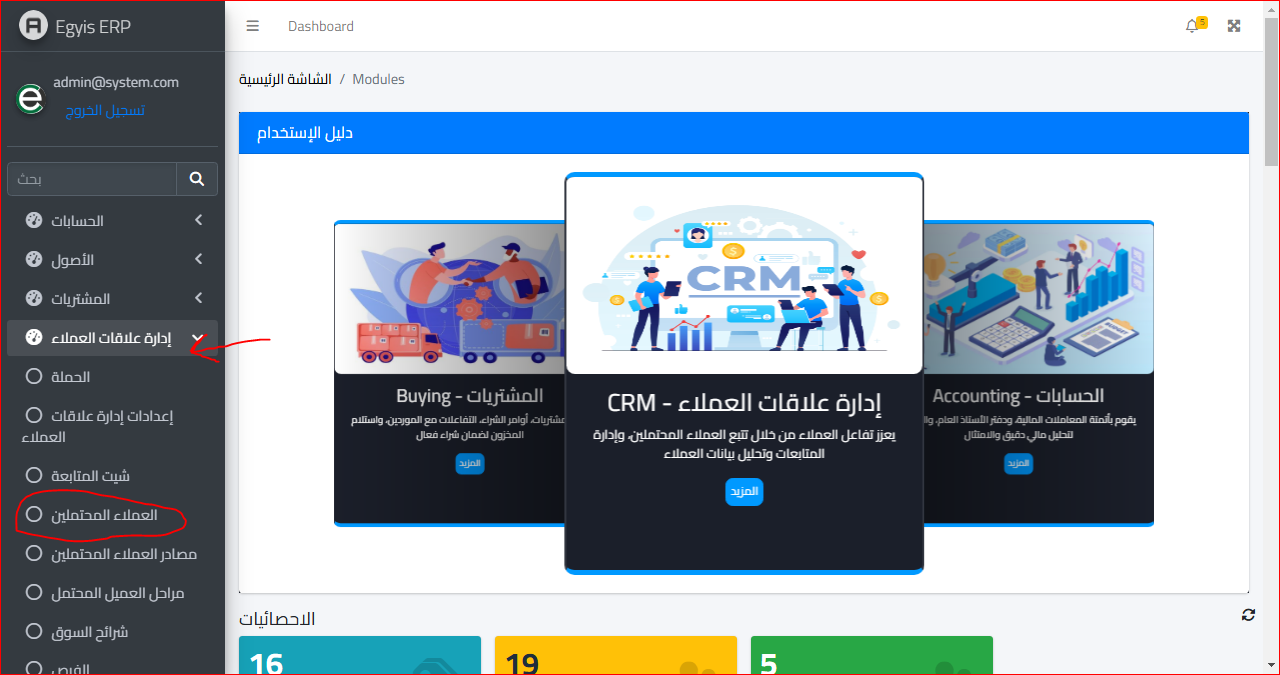 Egyis ERP
admin@system.com
تسجيل الخروج
بحث
الحسابات
الأصول
المشتريات
إدارة علاقات العملاء
الحملة
إعدادات إدارة علاقات
العملاء
شيت المتابعة
العملاء المحتملين
مصادر العملاء المحتملين
مراحل العميل المحتمل
شرائح السوق
الفرص
Dashboard
5
الشاشة الرئيسية / Modules
دليل الإستخدام
المشتريات - Buying
مشتريات، أوامر الشراء، التفاعلات مع الموردين، واستلام
المخزون لضمان شراء فعال
المزيد
CRM
إدارة علاقات العملاء - CRM
يعزز تفاعل العملاء من خلال تتبع العملاء المحتملين، وإدارة
المتابعات وتحليل بيانات العملاء
المزيد
REPORT
الحسابات - Accounting
يقوم بأتمتة المعاملات المالية، ودفتر الأستاذ العام،
لتحليل مالي دقيق والامتثال
المزيد
الاحصائيات
16
19
5